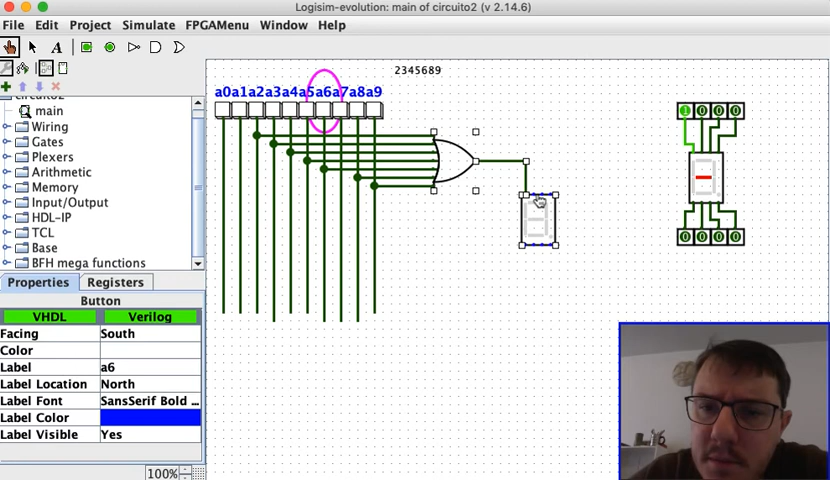 Logisim-evolution: main of circuito2 (v 2.14.6)
File Edit Project Simulate FPGAMenu Window Help
A
circuito2
main
Wiring
Gates
Plexers
Arithmetic
Memory
Input/Output
HDL-IP
TCL
Base
BFH mega functions
Properties Registers
Button
VHDL Verilog
Facing South
Color
Label a6
Label Location North
Label Font SansSerif Bold ...
Label Color
Label Visible Yes
100%
2345689
a0a1a2a3a4a5a6a7a8a9
1 0 0 0
0 0 0 0